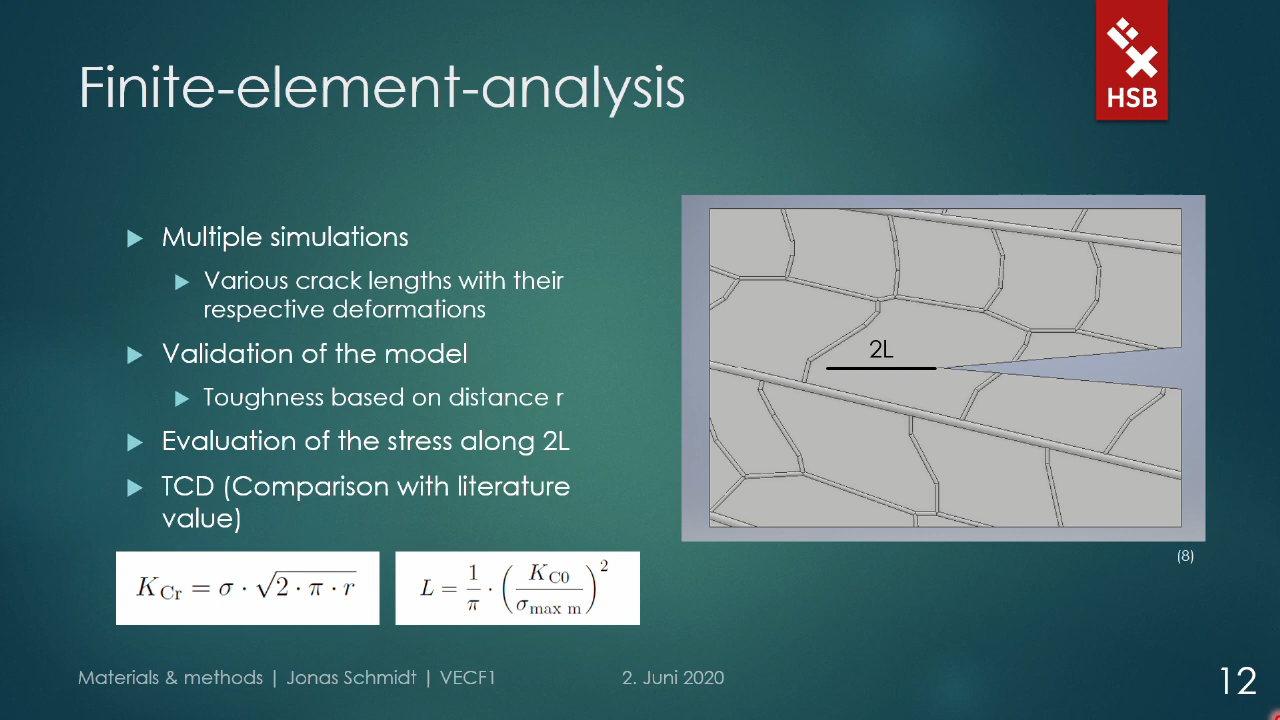 Finite-element-analysis
HSB
Multiple simulations
Various crack lengths with their
respective deformations
Validation of the model
Toughness based on distance r
Evaluation of the stress along 2L
TCD (Comparison with literature
value)
K_Cr = σ · √(2 · π · r)
L = 1/π · (K_C0 / σ_max m)²
2L
(8)
Materials & methods | Jonas Schmidt | VECF1
2. Juni 2020
12